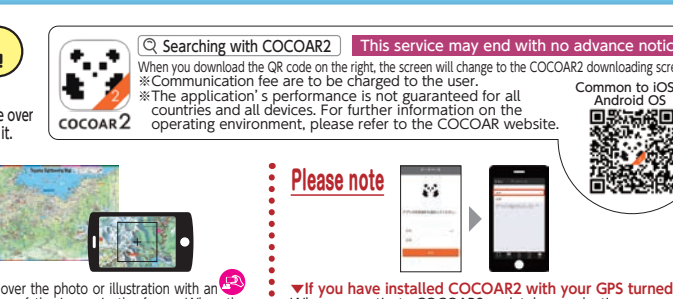 !
Searching with COCOAR2
This service may end with no advance notic
When you download the QR code on the right, the screen will change to the COCOAR2 downloading scre
※Communication fee are to be charged to the user.
※The application's performance is not guaranteed for all
countries and all devices. For further information on the
operating environment, please refer to the COCOAR website.
Common to iOS
Android OS
2
COCOAR2
e over
it.
Please note
over the photo or illustration with an
▼If you have installed COCOAR2 with your GPS turned